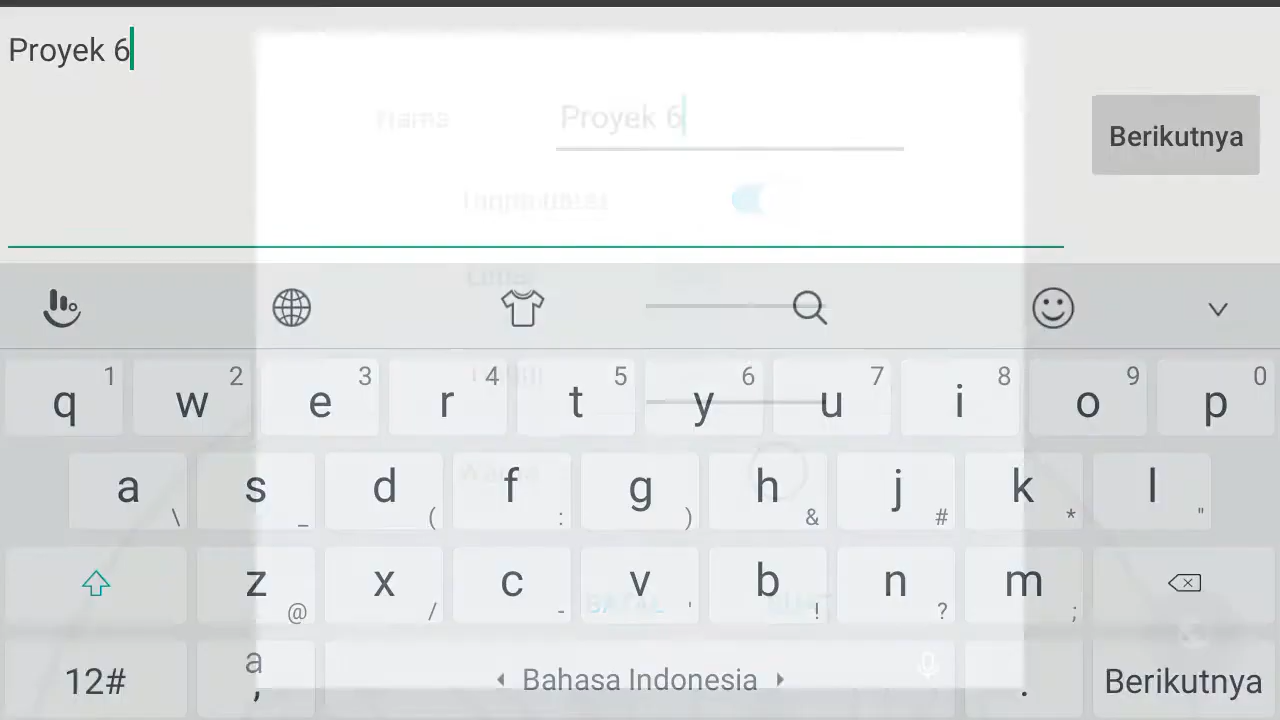 Proyek 6
Nama
Proyek 6
Berikutnya
1 2 3 4 5 6 7 8 9 0
q w e r t y u i o p
a s d f g h j k l
\ _ ( : ) & # * "
z x c v b n m
@ / - ' ! ? ;
12# a , Bahasa Indonesia . Berikutnya